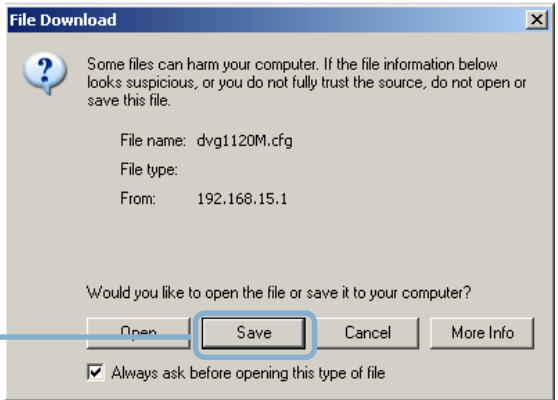 File Download
Some files can harm your computer. If the file information below
looks suspicious, or you do not fully trust the source, do not open or
save this file.
File name: dvg1120M.cfg
File type:
From: 192.168.15.1
Would you like to open the file or save it to your computer?
Open Save Cancel More Info
Always ask before opening this type of file